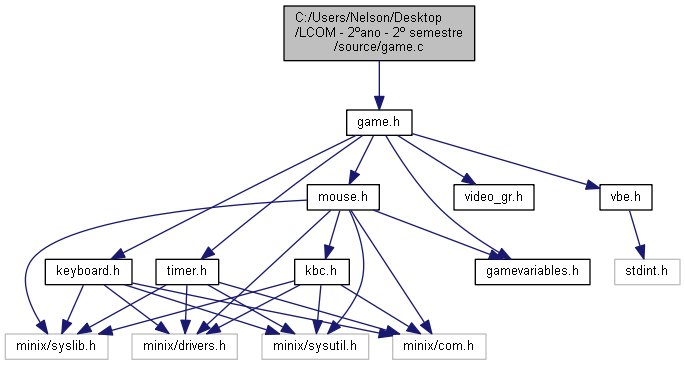 C:/Users/Nelson/Desktop
/LCOM - 2ºano - 2º semestre
/source/game.c
game.h
mouse.h
video_gr.h
vbe.h
keyboard.h
timer.h
kbc.h
gamevariables.h
stdint.h
minix/syslib.h
minix/drivers.h
minix/sysutil.h
minix/com.h